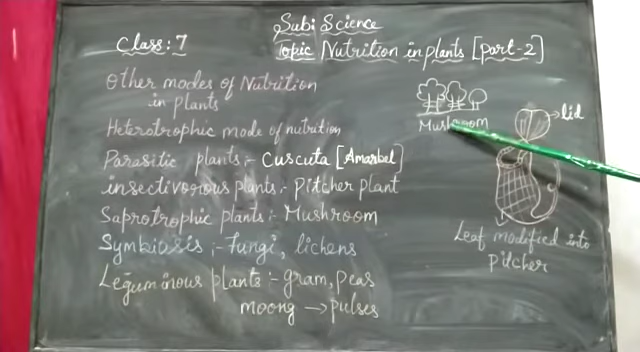 Sub: Science
Class: 7
Topic Nutrition in plants [part-2]
Other modes of Nutrition
in plants
Heterotrophic mode of nutrition
Parasitic plants:- Cuscuta [Amarbel]
insectivorous plants:- Pitcher plant
Saprotrophic plants:- Mushroom
Symbiosis:- Fungi, lichens
Leguminous plants:- gram, peas
moong → pulses
Mushroom
lid
Leaf modified into
pitcher